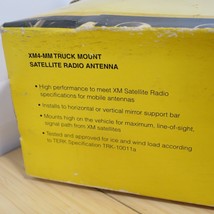 XM4-MM TRUCK MOUNT
SATELLITE RADIO ANTENNA
• High performance to meet XM Satellite Radio
specifications for mobile antennas
• Installs to horizontal or vertical mirror support bar
• Mounts high on the vehicle for maximum, line-of-sight,
signal path from XM satellites
• Tested and approved for ice and wind load according
to TERK Specification TRK-10011a